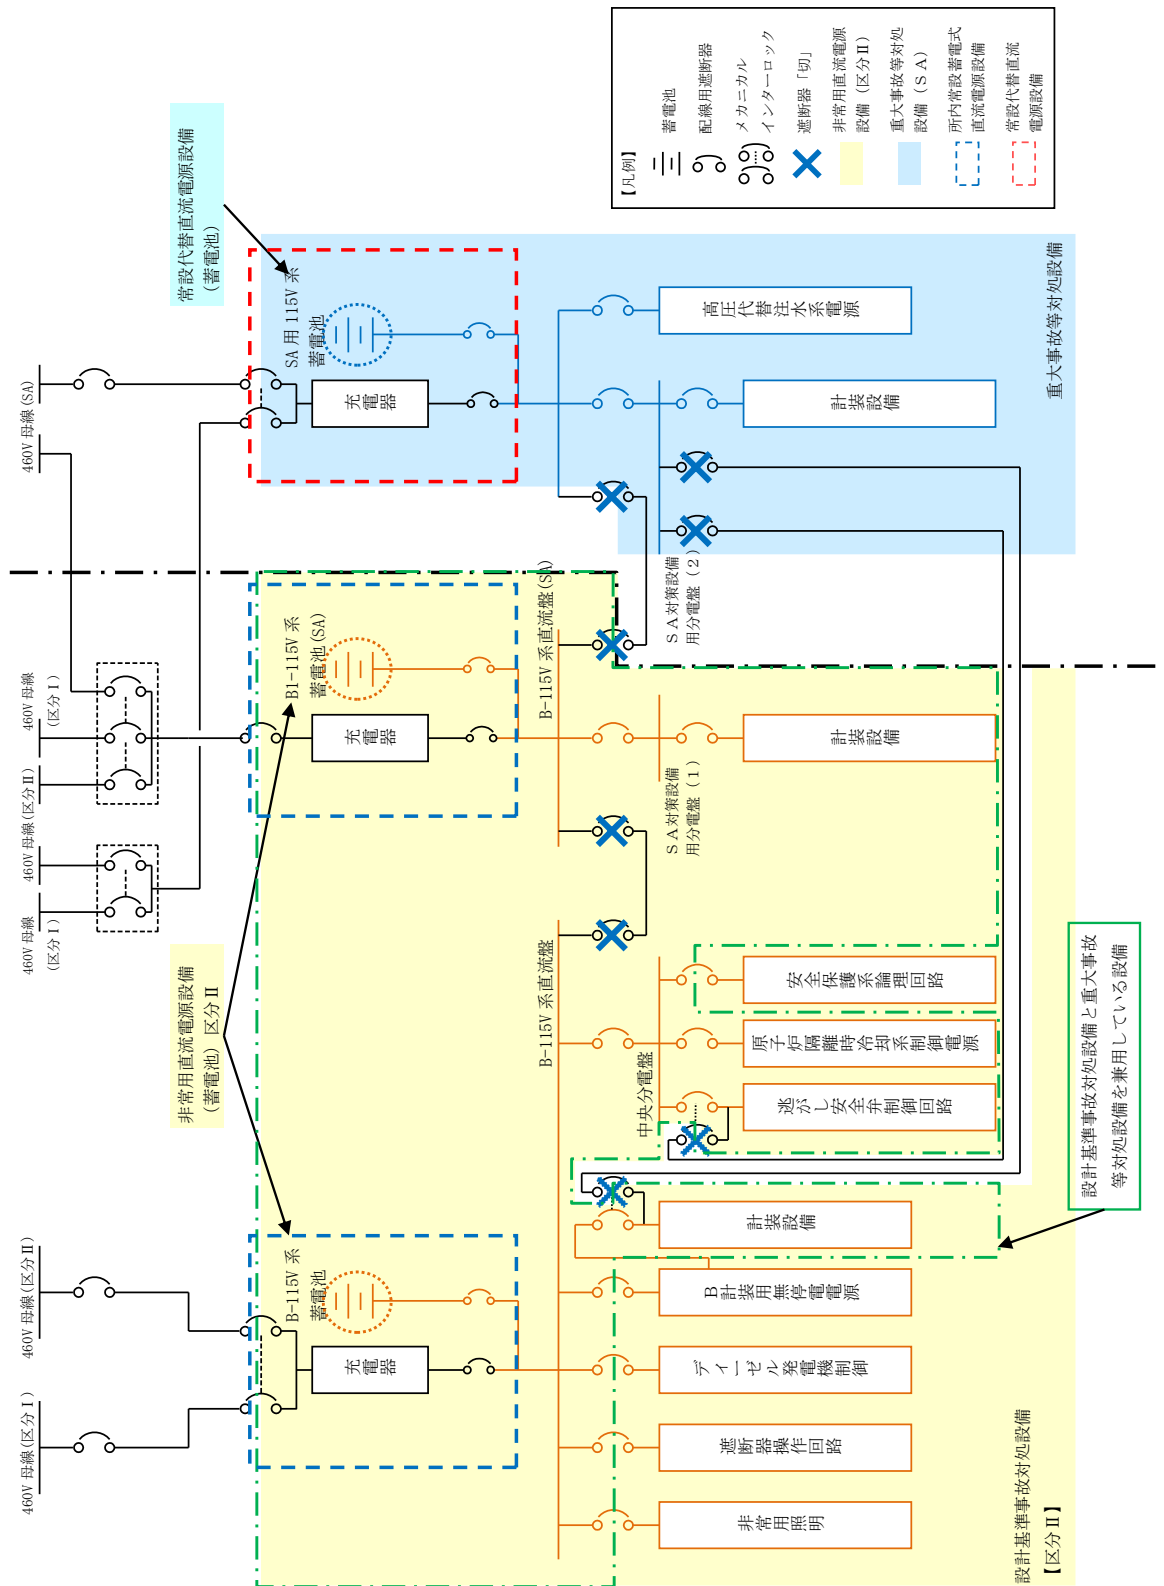 460V 母線(区分Ⅰ)
460V 母線(区分Ⅱ)
460V 母線
(区分Ⅰ)
460V 母線(区分Ⅱ)
460V 母線
(区分Ⅰ)
460V 母線(SA)
非常用直流電源設備
(蓄電池) 区分Ⅱ
常設代替直流電源設備
(蓄電池)
B-115V 系
蓄電池
充電器
B1-115V 系
蓄電池(SA)
充電器
SA 用 115V 系
蓄電池
充電器
B-115V 系直流盤
B-115V 系直流盤(SA)
中央分電盤
SA対策設備
用分電盤(1)
SA対策設備
用分電盤(2)
非常用照明
遮断器操作回路
ディーゼル発電機制御
B計装用無停電電源
計装設備
逃がし安全弁制御回路
原子炉隔離時冷却系制御電源
安全保護系論理回路
計装設備
計装設備
高圧代替注水系電源
設計基準事故対処設備
【区分Ⅱ】
重大事故等対処設備
設計基準事故対処設備と重大事故
等対処設備を兼用している設備
【凡例】
蓄電池
配線用遮断器
メカニカル
インターロック
遮断器「切」
非常用直流電源
設備(区分Ⅱ)
重大事故等対処
設備(SA)
所内常設蓄電式
直流電源設備
常設代替直流
電源設備